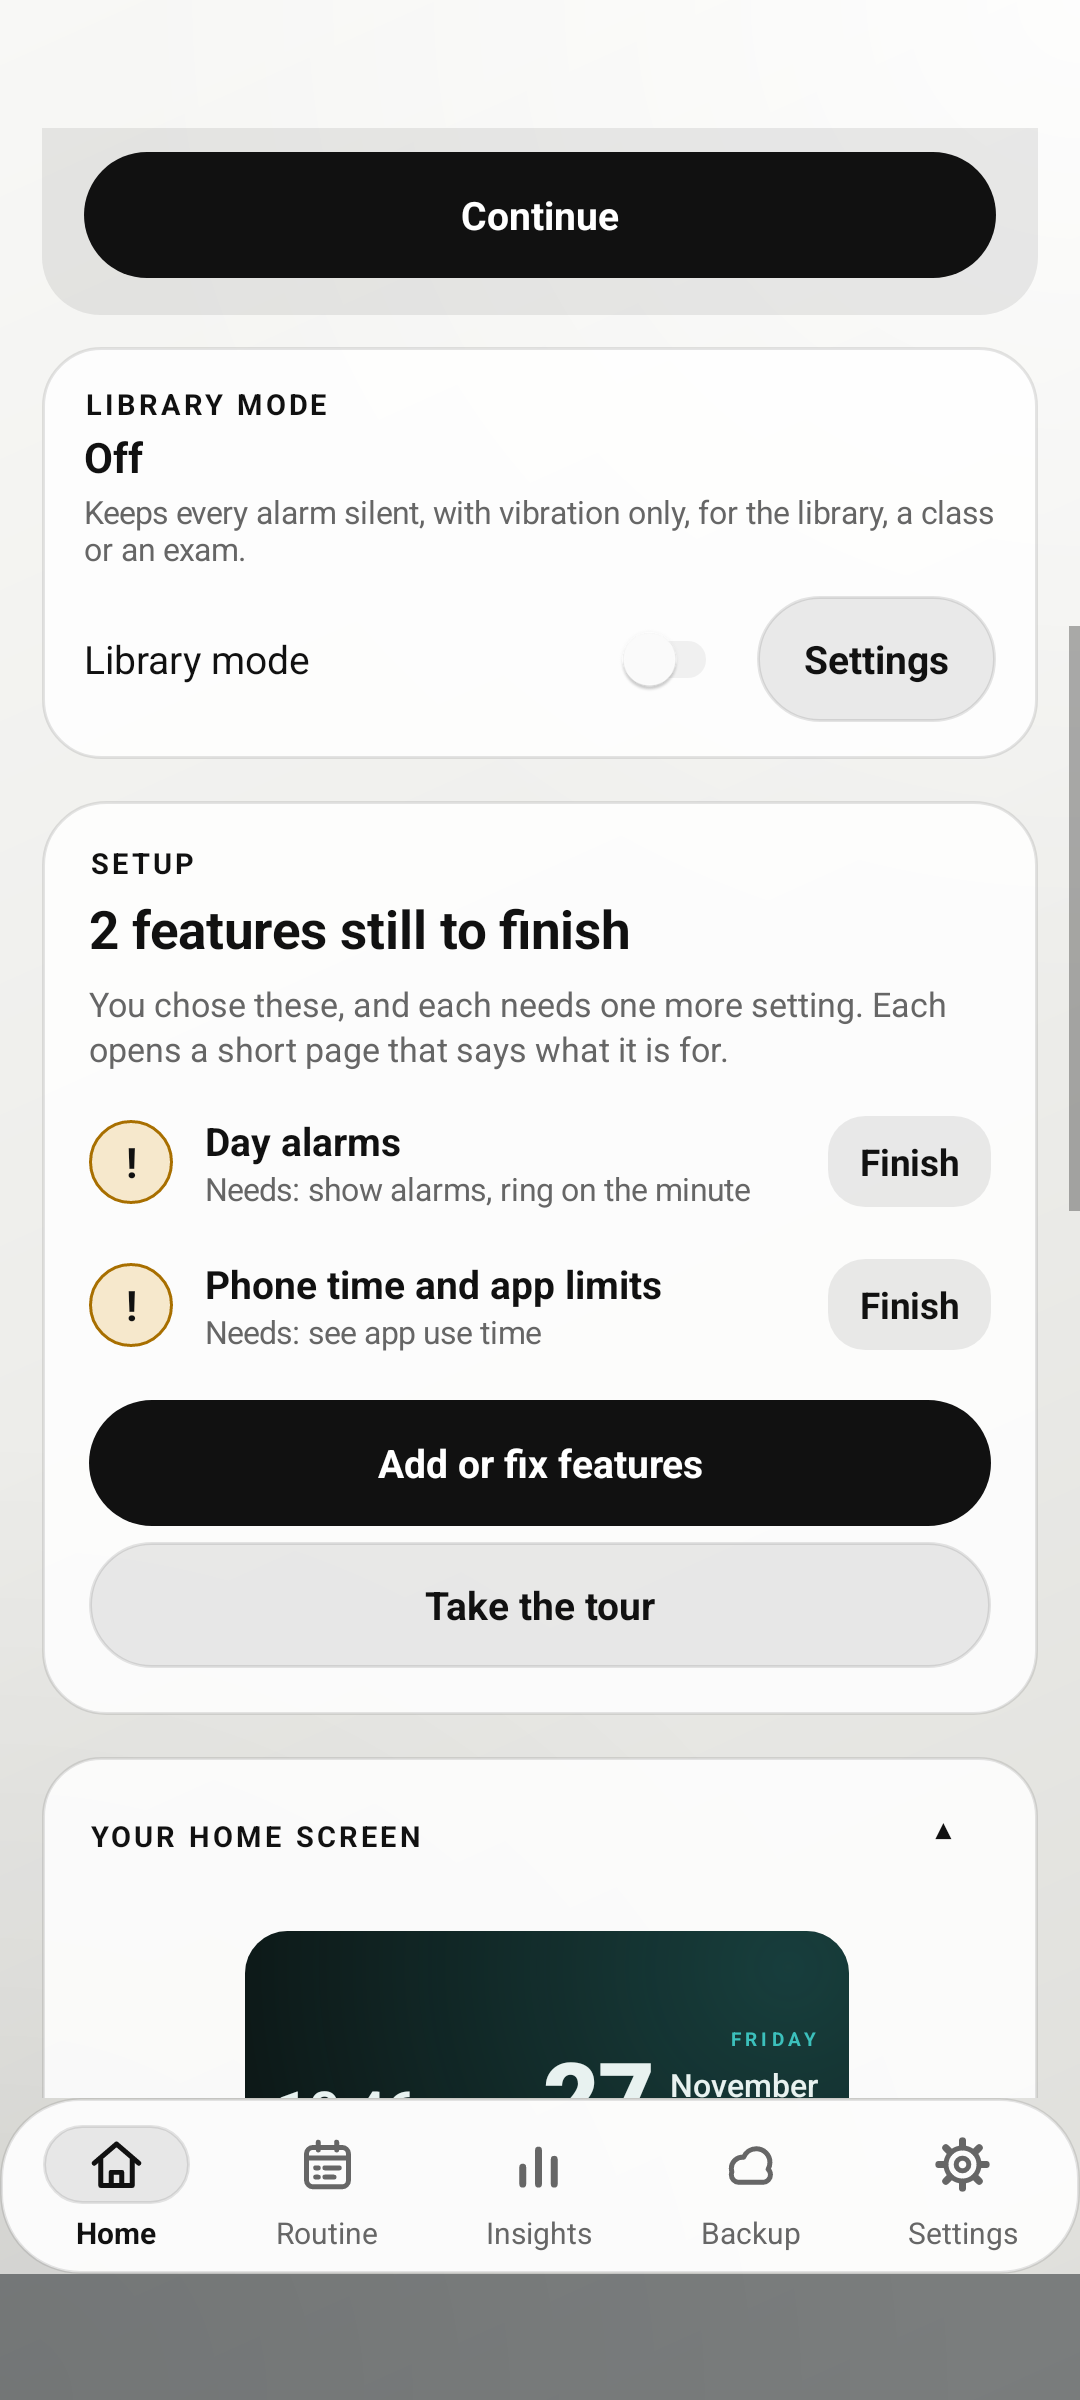 Continue
LIBRARY MODE
Off
Keeps every alarm silent, with vibration only, for the library, a class
or an exam.
Library mode
Settings
SETUP
2 features still to finish
You chose these, and each needs one more setting. Each
opens a short page that says what it is for.
!
Day alarms
Needs: show alarms, ring on the minute
Finish
!
Phone time and app limits
Needs: see app use time
Finish
Add or fix features
Take the tour
YOUR HOME SCREEN
FRIDAY
27
November
Home
Routine
Insights
Backup
Settings